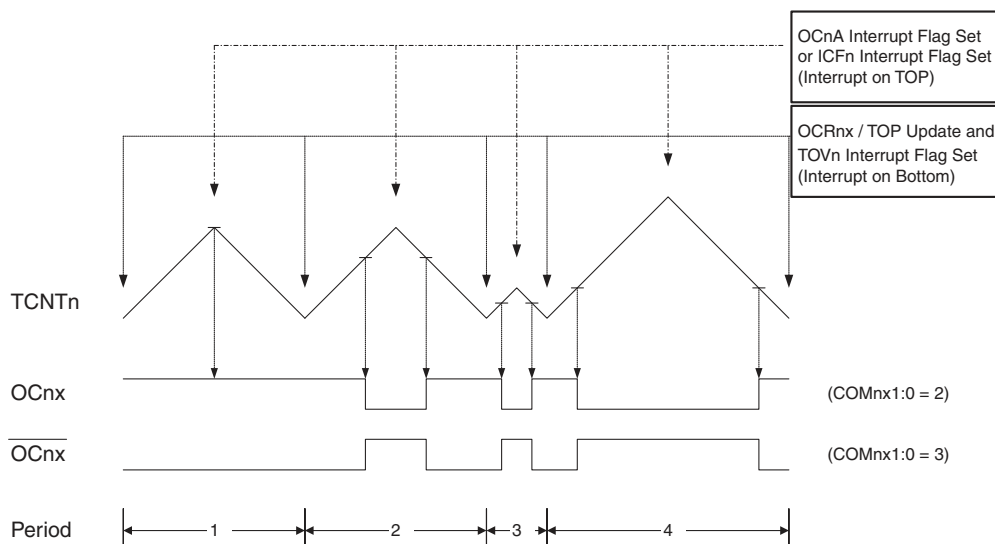 OCnA Interrupt Flag Set
or ICFn Interrupt Flag Set
(Interrupt on TOP)
OCRnx / TOP Update and
TOVn Interrupt Flag Set
(Interrupt on Bottom)
TCNTn
OCnx
(COMnx1:0 = 2)
OCnx
(COMnx1:0 = 3)
Period
1
2
3
4